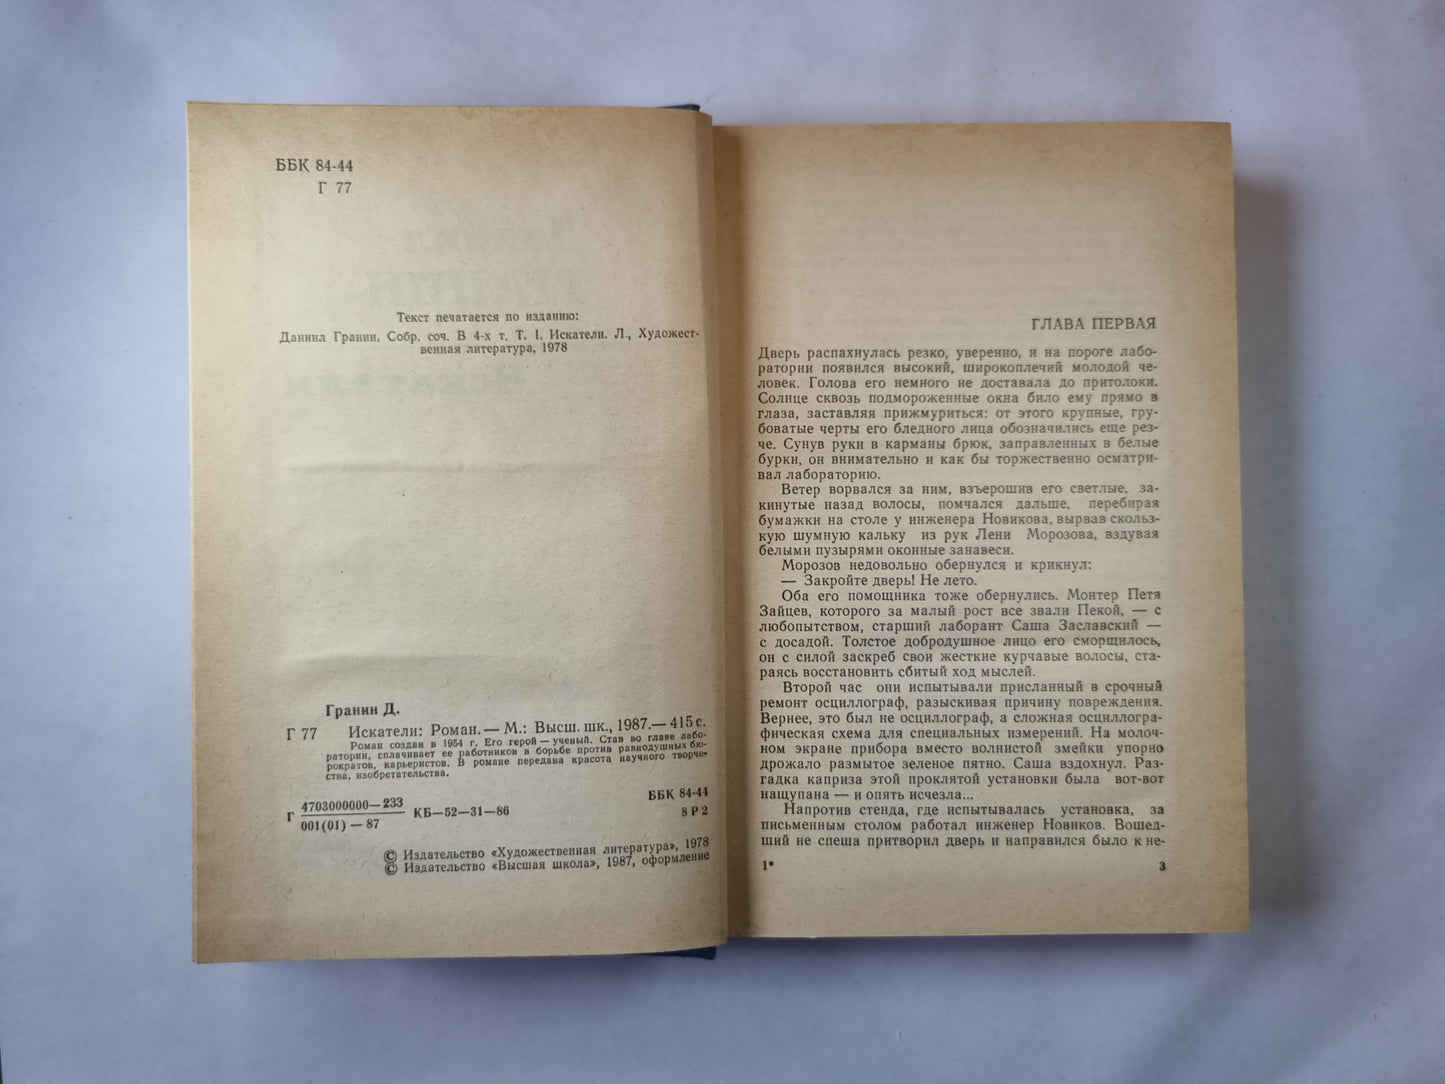 ББК 84-44
Г 77
Текст печатается по изданию:
Даниил Гранин, Собр. соч. В 4-х т. Т. I. Искатели. Л., Художест-
венная литература, 1978
Гранин Д.
Г 77 Искатели: Роман. — М.: Высш. шк., 1987.— 415 с.
Роман создан в 1954 г. Его герой — ученый. Став во главе лабо-
ратории, сплачивает ее работников в борьбе против равнодушных бю-
рократов, карьеристов. В романе передана красота научного творче-
ства, изобретательства.
Г 4703000000—233 КБ—52—31—86
001(01) — 87
ББК 84-44
8 Р 2
© Издательство «Художественная литература», 1978
© Издательство «Высшая школа», 1987, оформление
ГЛАВА ПЕРВАЯ
Дверь распахнулась резко, уверенно, и на пороге лабо-
ратории появился высокий, широкоплечий молодой че-
ловек. Голова его немного не доставала до притолоки.
Солнце сквозь подмороженные окна било ему прямо в
глаза, заставляя прижмуриться: от этого крупные, гру-
боватые черты его бледного лица обозначились еще рез-
че. Сунув руки в карманы брюк, заправленных в белые
бурки, он внимательно и как бы торжественно осматри-
вал лабораторию.
Ветер ворвался за ним, взъерошив его светлые, за-
кинутые назад волосы, помчался дальше, перебирая
бумажки на столе у инженера Новикова, вырвав скольз-
кую шумную кальку из рук Лени Морозова, вздувая
белыми пузырями оконные занавеси.
Морозов недовольно обернулся и крикнул:
— Закройте дверь! Не лето.
Оба его помощника тоже обернулись. Монтер Петя
Зайцев, которого за малый рост все звали Пекой, — с
любопытством, старший лаборант Саша Заславский —
с досадой. Толстое добродушное лицо его сморщилось,
он с силой заскреб свои жесткие курчавые волосы, ста-
раясь восстановить сбитый ход мыслей.
Второй час они испытывали присланный в срочный
ремонт осциллограф, разыскивая причину повреждения.
Вернее, это был не осциллограф, а сложная осциллогра-
фическая схема для специальных измерений. На молоч-
ном экране прибора вместо волнистой змейки упорно
дрожало размытое зеленое пятно. Саша вздохнул. Раз-
гадка каприза этой проклятой установки была вот-вот
нащупана — и опять исчезла...
Напротив стенда, где испытывалась установка, за
письменным столом работал инженер Новиков. Вошед-
ший не спеша притворил дверь и направился было к не-
1*
3